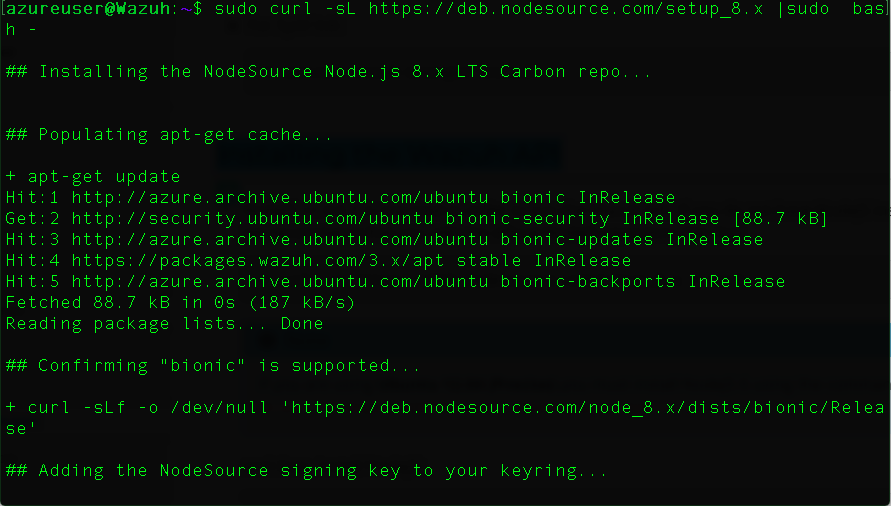 azureuser@Wazuh:~$ sudo curl -sL https://deb.nodesource.com/setup_8.x |sudo  bas
h -
## Installing the NodeSource Node.js 8.x LTS Carbon repo...
## Populating apt-get cache...
+ apt-get update
Hit:1 http://azure.archive.ubuntu.com/ubuntu bionic InRelease
Get:2 http://security.ubuntu.com/ubuntu bionic-security InRelease [88.7 kB]
Hit:3 http://azure.archive.ubuntu.com/ubuntu bionic-updates InRelease
Hit:4 https://packages.wazuh.com/3.x/apt stable InRelease
Hit:5 http://azure.archive.ubuntu.com/ubuntu bionic-backports InRelease
Fetched 88.7 kB in 0s (187 kB/s)
Reading package lists... Done
## Confirming "bionic" is supported...
+ curl -sLf -o /dev/null 'https://deb.nodesource.com/node_8.x/dists/bionic/Relea
se'
## Adding the NodeSource signing key to your keyring...